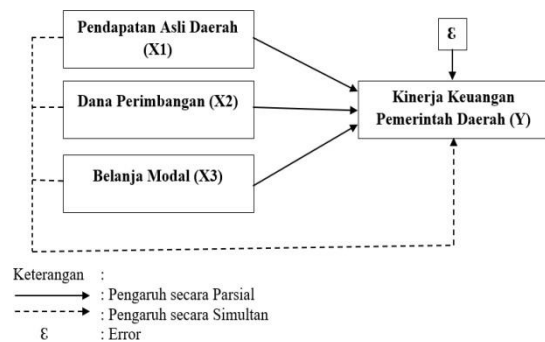 Pendapatan Asli Daerah
(X1)
ε
Dana Perimbangan (X2)
Kinerja Keuangan
Pemerintah Daerah (Y)
Belanja Modal (X3)
Keterangan :
: Pengaruh secara Parsial
: Pengaruh secara Simultan
ε : Error